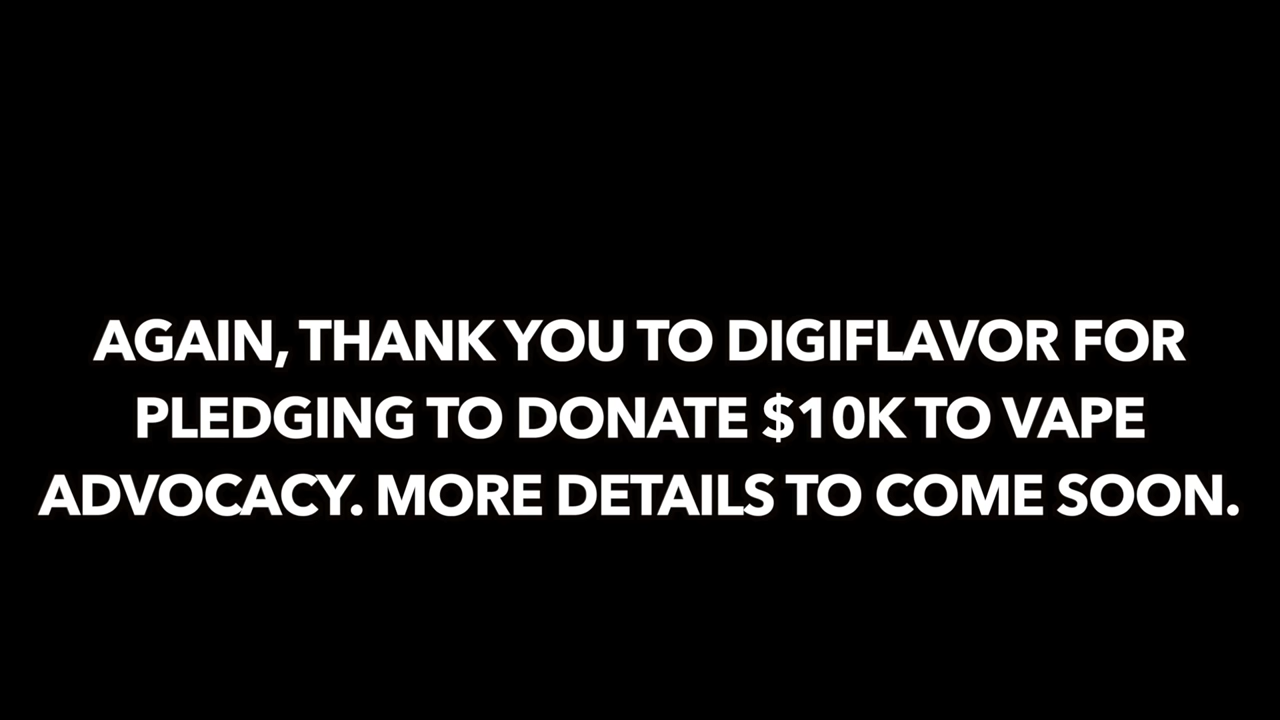 AGAIN, THANK YOU TO DIGIFLAVOR FOR
PLEDGING TO DONATE $10K TO VAPE
ADVOCACY. MORE DETAILS TO COME SOON.